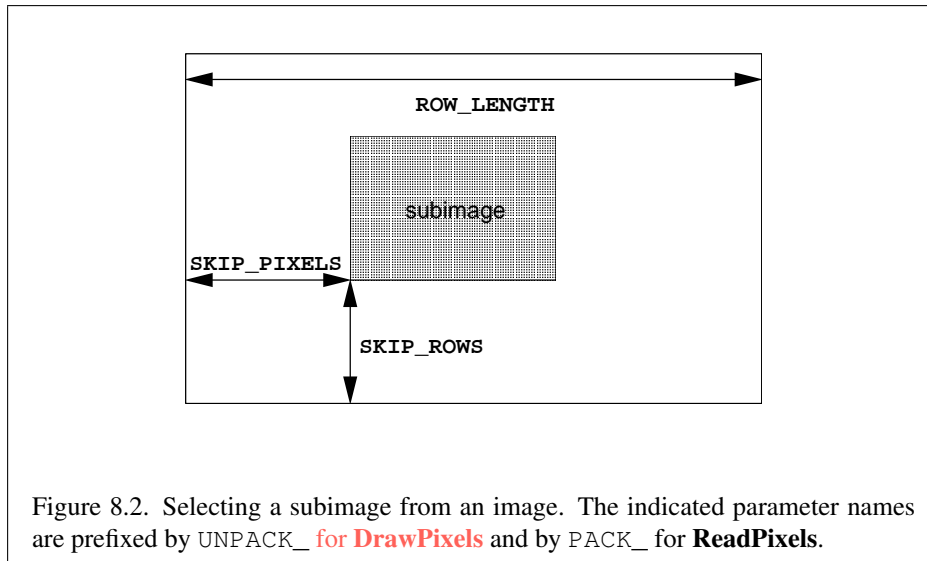 ROW_LENGTH
subimage
SKIP_PIXELS
SKIP_ROWS
Figure 8.2. Selecting a subimage from an image. The indicated parameter names
are prefixed by UNPACK_ for DrawPixels and by PACK_ for ReadPixels.